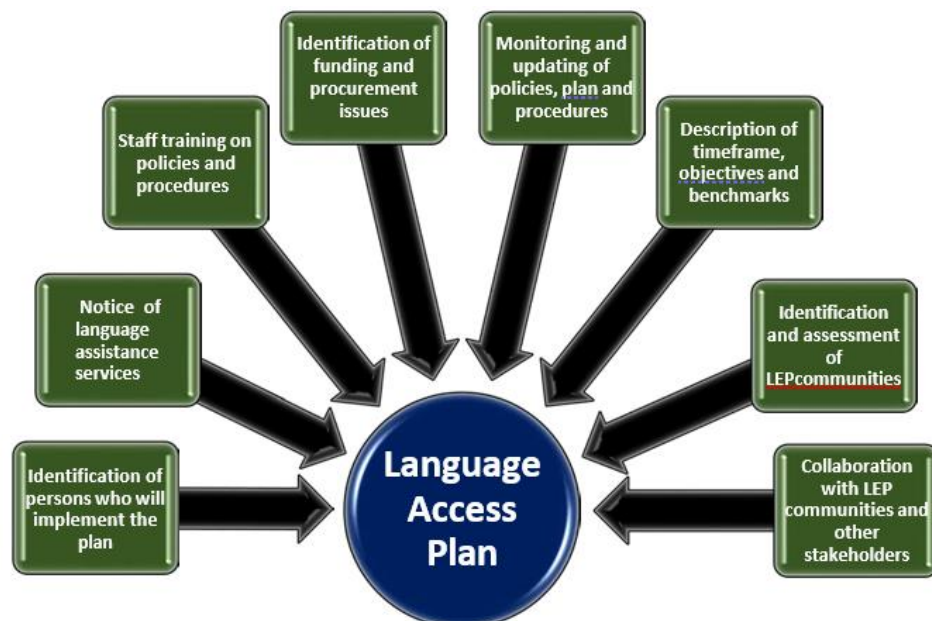 Identification of
funding and
procurement
issues
Monitoring and
updating of
policies, plan and
procedures
Staff training on
policies and
procedures
Description of
timeframe,
objectives and
benchmarks
Notice of
language
assistance
services
Identification
and assessment
of
LEPcommunities
Identification of
persons who will
implement the
plan
Language
Access
Plan
Collaboration
with LEP
communities and
other
stakeholders